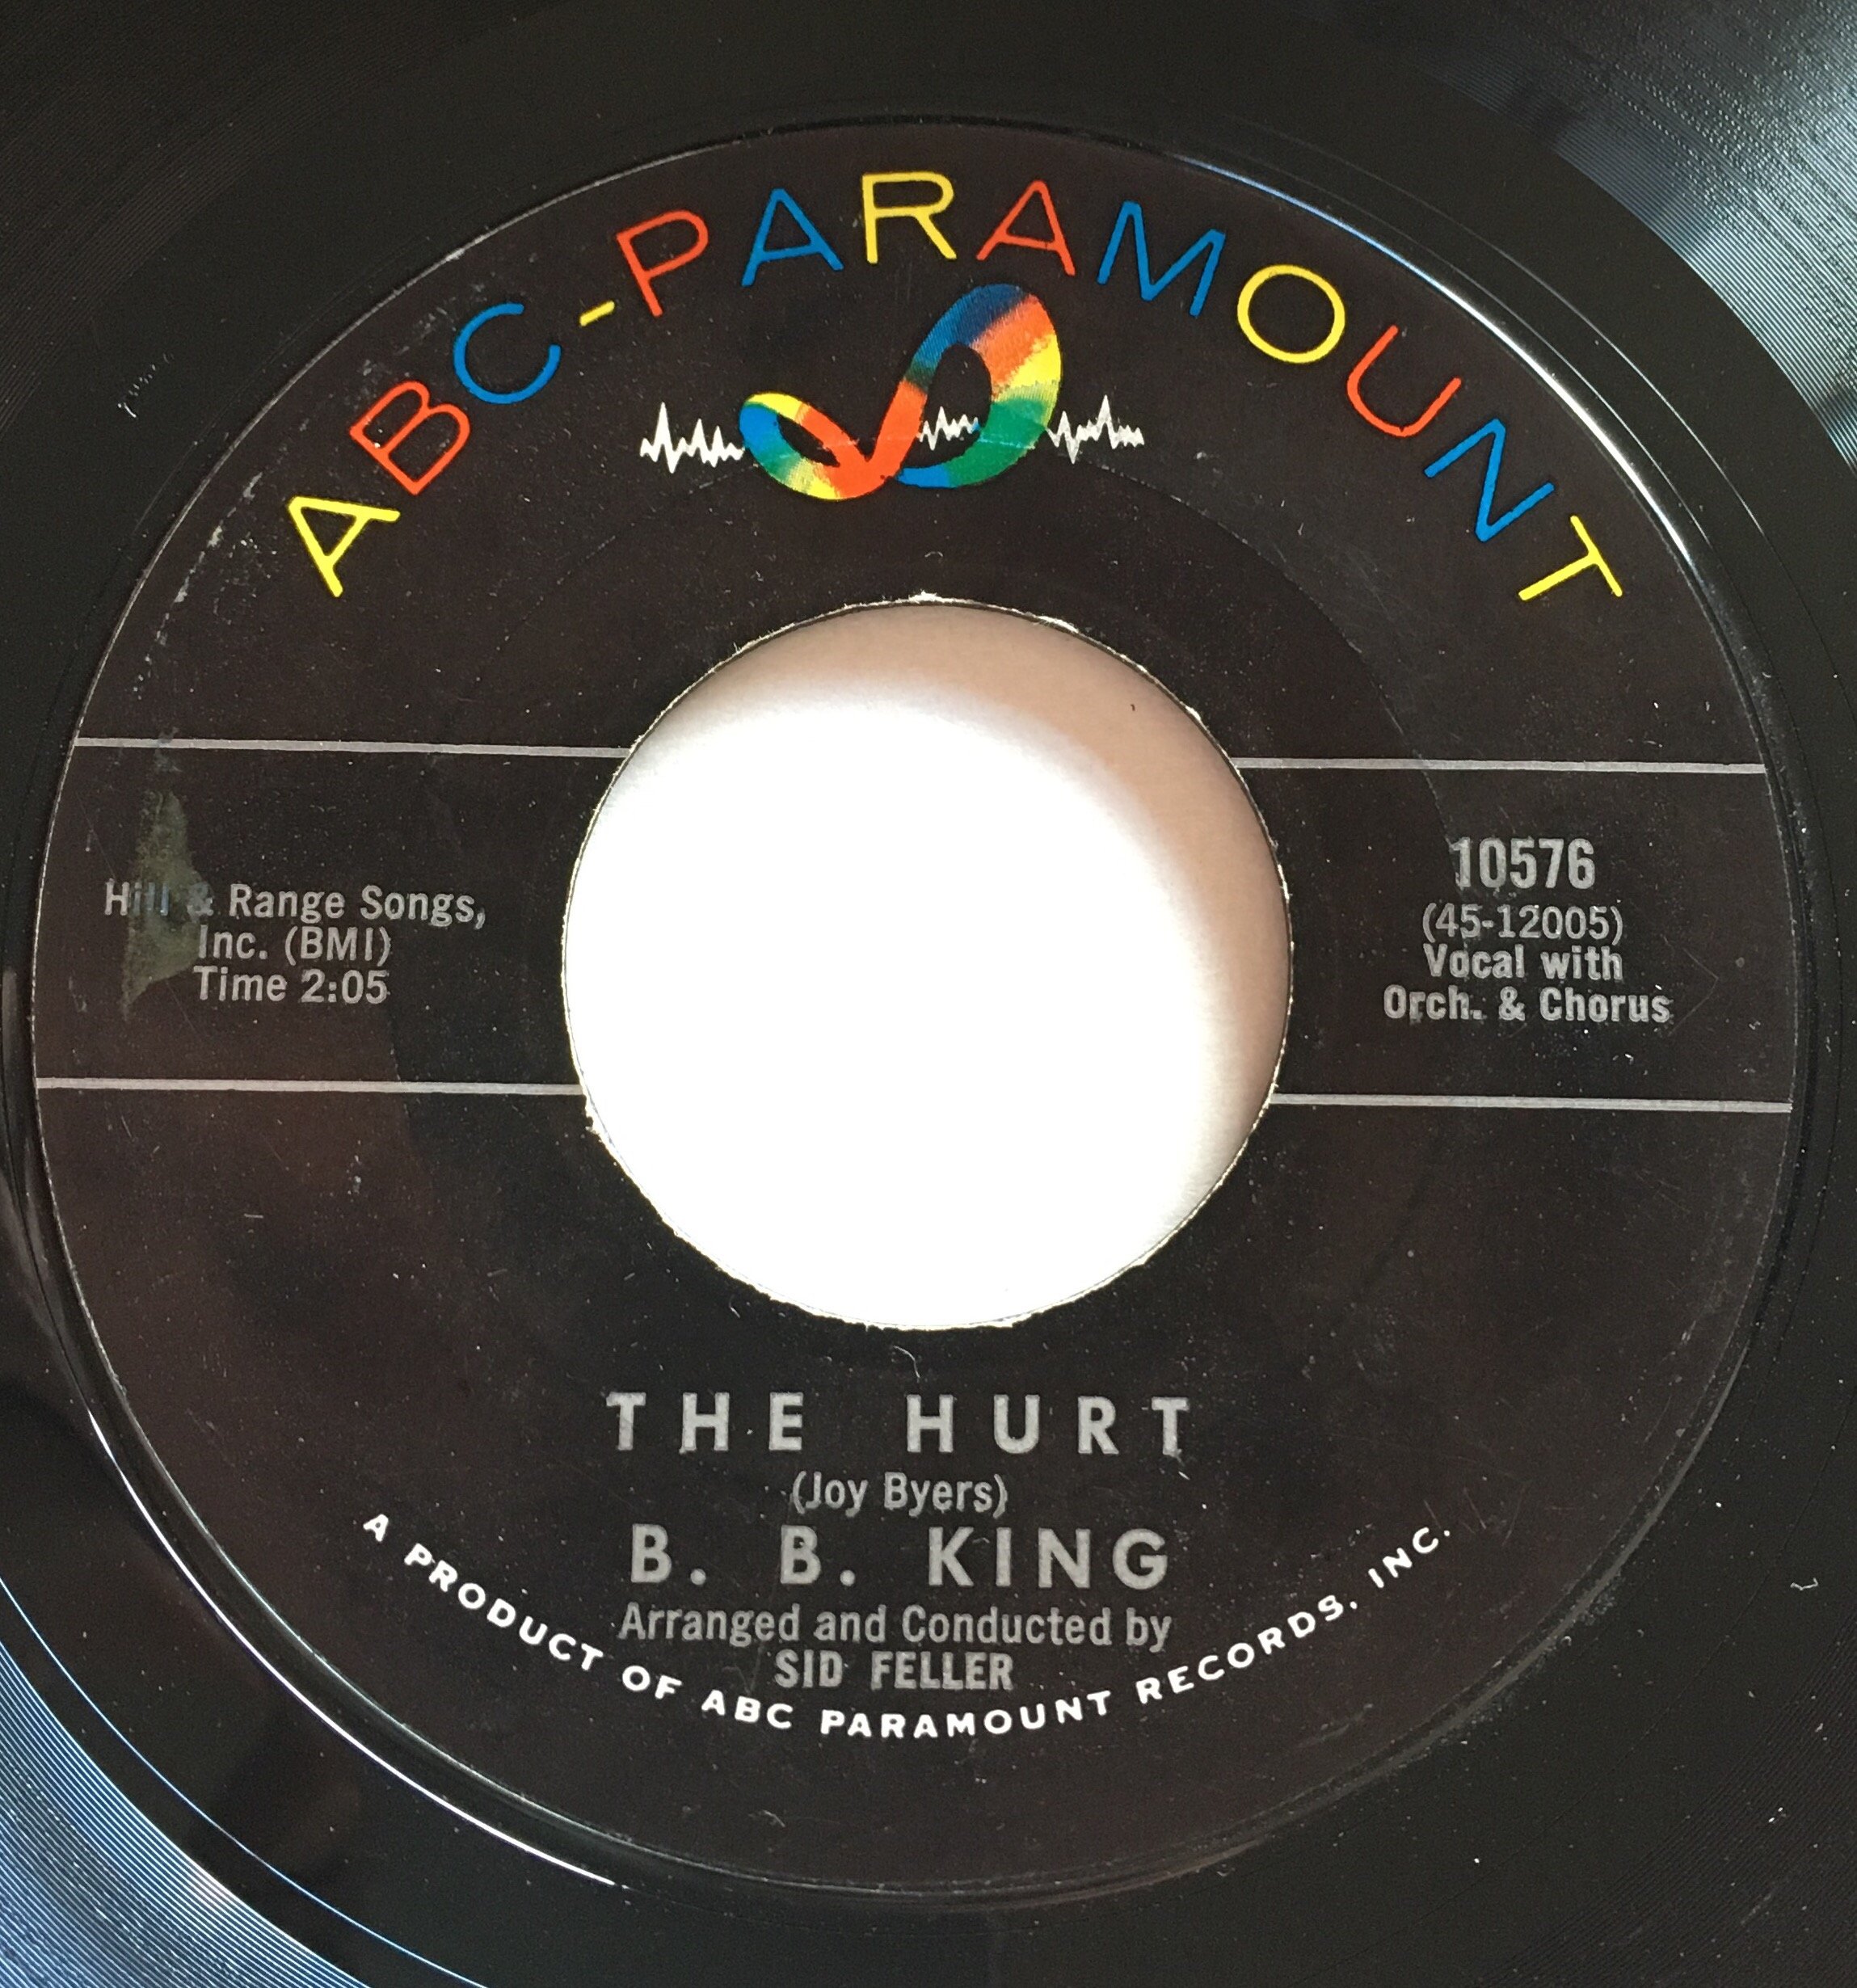 ABC-PARAMOUNT
Hill & Range Songs,
Inc. (BMI)
Time 2:05
10576
(45-12005)
Vocal with
Orch. & Chorus
THE HURT
(Joy Byers)
B. B. KING
Arranged and Conducted by
SID FELLER
A PRODUCT OF ABC PARAMOUNT RECORDS, INC.